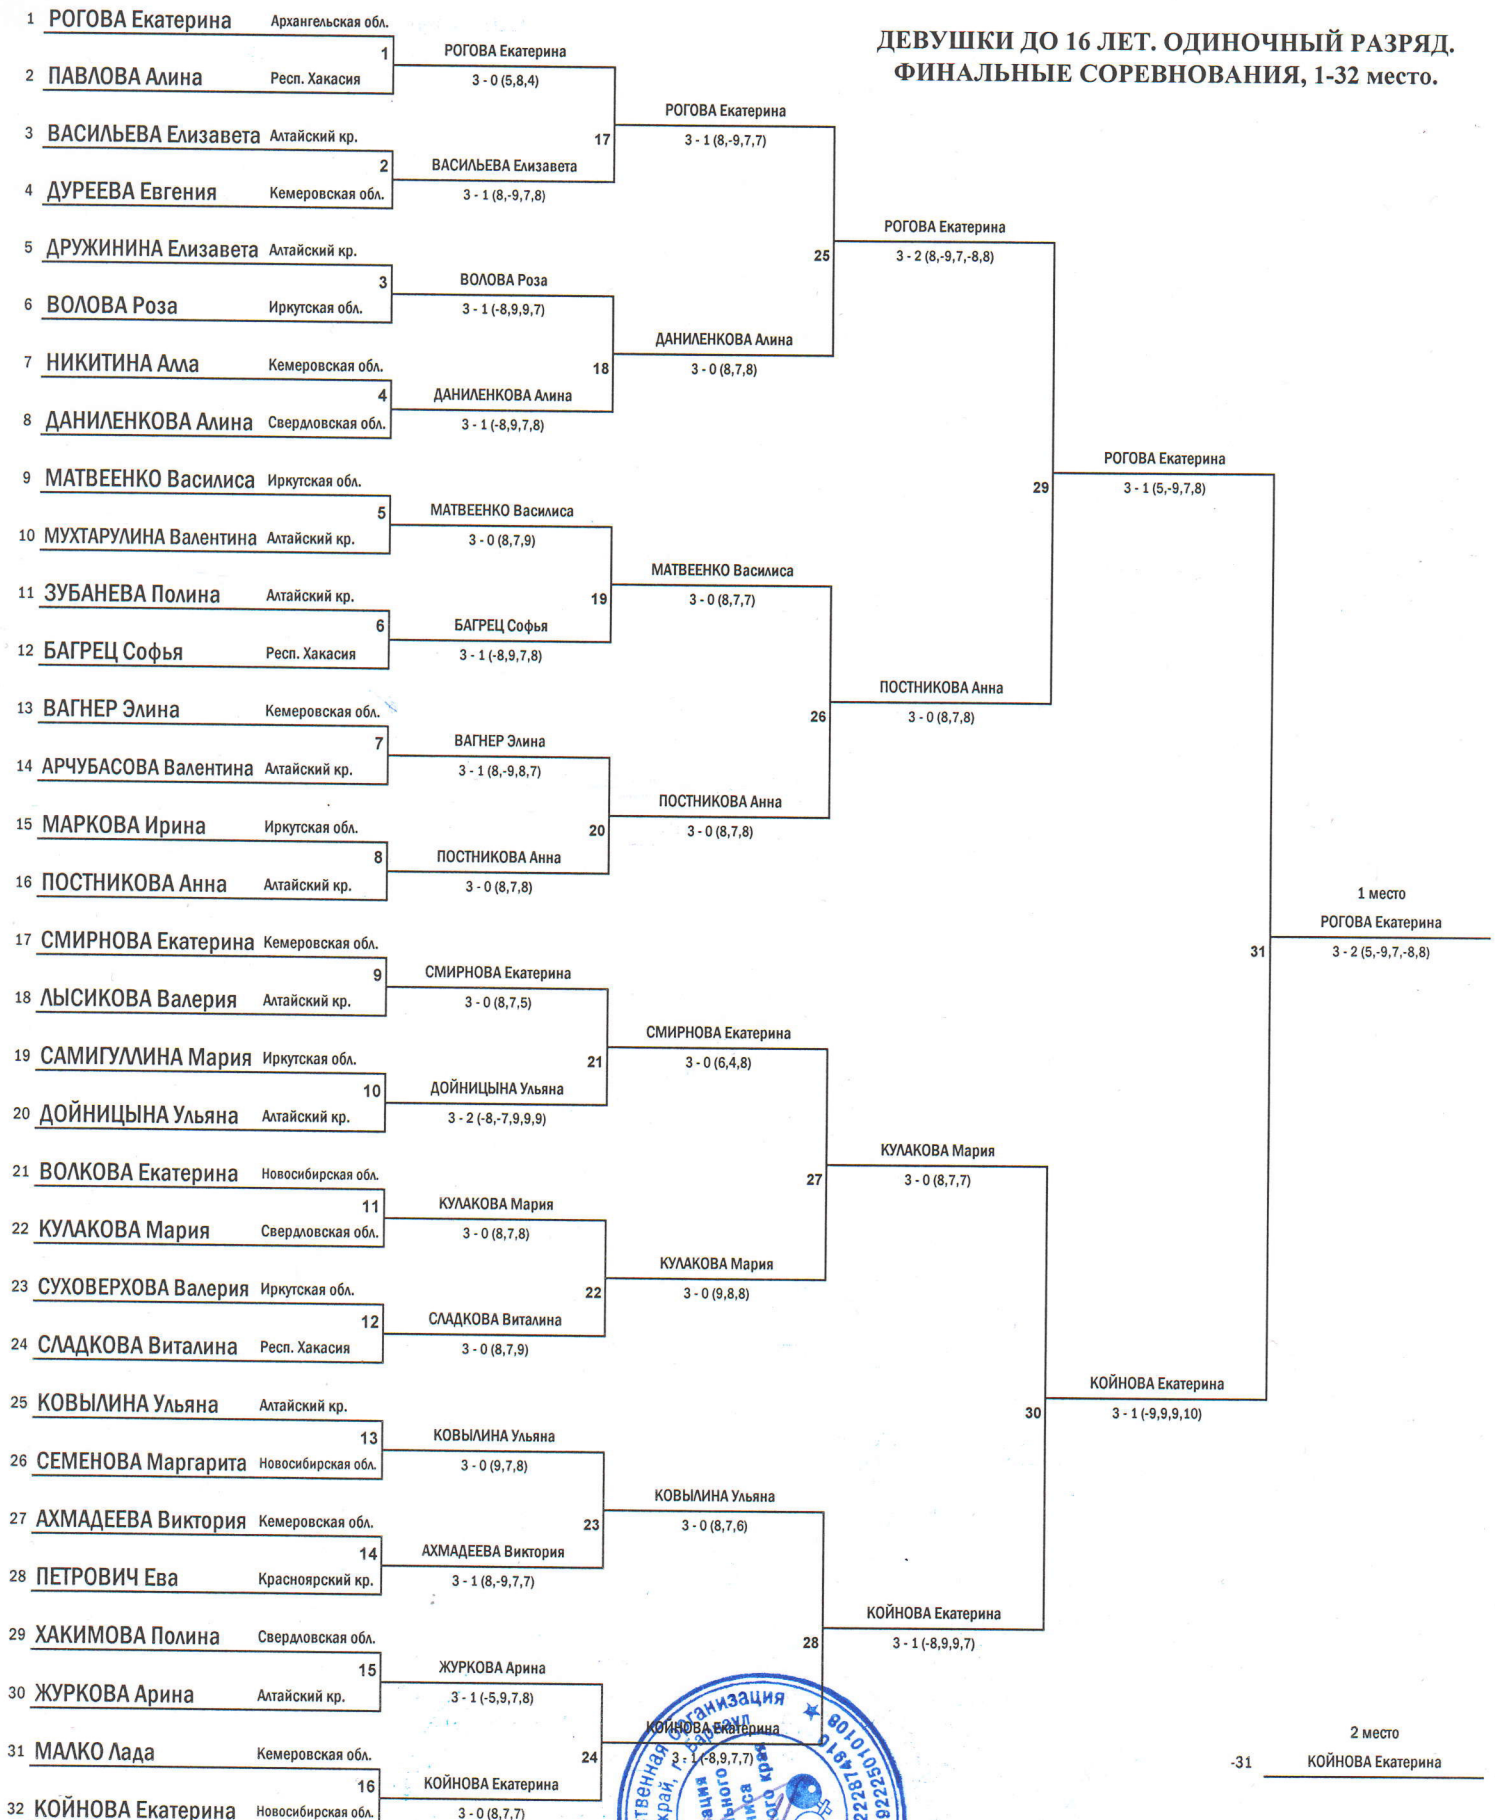 ДЕВУШКИ ДО 16 ЛЕТ. ОДИНОЧНЫЙ РАЗРЯД.
ФИНАЛЬНЫЕ СОРЕВНОВАНИЯ, 1-32 место.
1 РОГОВА Екатерина Архангельская обл.
1 РОГОВА Екатерина
2 ПАВЛОВА Алина Респ. Хакасия
3 - 0 (5,8,4)
РОГОВА Екатерина
3 ВАСИЛЬЕВА Елизавета Алтайский кр.
17 3 - 1 (8,-9,7,7)
2 ВАСИЛЬЕВА Елизавета
4 ДУРЕЕВА Евгения Кемеровская обл.
3 - 1 (8,-9,7,8)
РОГОВА Екатерина
5 ДРУЖИНИНА Елизавета Алтайский кр.
25 3 - 2 (8,-9,7,-8,8)
3 ВОЛОВА Роза
6 ВОЛОВА Роза Иркутская обл.
3 - 1 (-8,9,9,7)
ДАНИЛЕНКОВА Алина
7 НИКИТИНА Алла Кемеровская обл.
18 3 - 0 (8,7,8)
4 ДАНИЛЕНКОВА Алина
8 ДАНИЛЕНКОВА Алина Свердловская обл.
3 - 1 (-8,9,7,8)
РОГОВА Екатерина
9 МАТВЕЕНКО Василиса Иркутская обл.
29 3 - 1 (5,-9,7,8)
5 МАТВЕЕНКО Василиса
10 МУХТАРУЛИНА Валентина Алтайский кр.
3 - 0 (8,7,9)
МАТВЕЕНКО Василиса
11 ЗУБАНЕВА Полина Алтайский кр.
19 3 - 0 (8,7,7)
6 БАГРЕЦ Софья
12 БАГРЕЦ Софья Респ. Хакасия
3 - 1 (-8,9,7,8)
ПОСТНИКОВА Анна
13 ВАГНЕР Элина Кемеровская обл.
26 3 - 0 (8,7,8)
7 ВАГНЕР Элина
14 АРЧУБАСОВА Валентина Алтайский кр.
3 - 1 (8,-9,8,7)
ПОСТНИКОВА Анна
15 МАРКОВА Ирина Иркутская обл.
20 3 - 0 (8,7,8)
8 ПОСТНИКОВА Анна
16 ПОСТНИКОВА Анна Алтайский кр.
3 - 0 (8,7,8)
1 место
РОГОВА Екатерина
17 СМИРНОВА Екатерина Кемеровская обл.
31 3 - 2 (5,-9,7,-8,8)
9 СМИРНОВА Екатерина
18 ЛЫСИКОВА Валерия Алтайский кр.
3 - 0 (8,7,5)
СМИРНОВА Екатерина
19 САМИГУЛЛИНА Мария Иркутская обл.
21 3 - 0 (6,4,8)
10 ДОЙНИЦЫНА Ульяна
20 ДОЙНИЦЫНА Ульяна Алтайский кр.
3 - 2 (-8,-7,9,9,9)
КУЛАКОВА Мария
21 ВОЛКОВА Екатерина Новосибирская обл.
27 3 - 0 (8,7,7)
11 КУЛАКОВА Мария
22 КУЛАКОВА Мария Свердловская обл.
3 - 0 (8,7,8)
КУЛАКОВА Мария
23 СУХОВЕРХОВА Валерия Иркутская обл.
22 3 - 0 (9,8,8)
12 СЛАДКОВА Виталина
24 СЛАДКОВА Виталина Респ. Хакасия
3 - 0 (8,7,9)
КОЙНОВА Екатерина
25 КОВЫЛИНА Ульяна Алтайский кр.
30 3 - 1 (-9,9,9,10)
13 КОВЫЛИНА Ульяна
26 СЕМЕНОВА Маргарита Новосибирская обл.
3 - 0 (9,7,8)
КОВЫЛИНА Ульяна
27 АХМАДЕЕВА Виктория Кемеровская обл.
23 3 - 0 (8,7,6)
14 АХМАДЕЕВА Виктория
28 ПЕТРОВИЧ Ева Красноярский кр.
3 - 1 (8,-9,7,7)
КОЙНОВА Екатерина
29 ХАКИМОВА Полина Свердловская обл.
28 3 - 1 (-8,9,9,7)
15 ЖУРКОВА Арина
30 ЖУРКОВА Арина Алтайский кр.
3 - 1 (-5,9,7,8)
КОЙНОВА Екатерина
31 МАЛКО Лада Кемеровская обл.
24 3 - 1 (-8,9,7,7)
2 место
-31 КОЙНОВА Екатерина
16 КОЙНОВА Екатерина
32 КОЙНОВА Екатерина Новосибирская обл.
3 - 0 (8,7,7)
организация
край, г. Барнаул